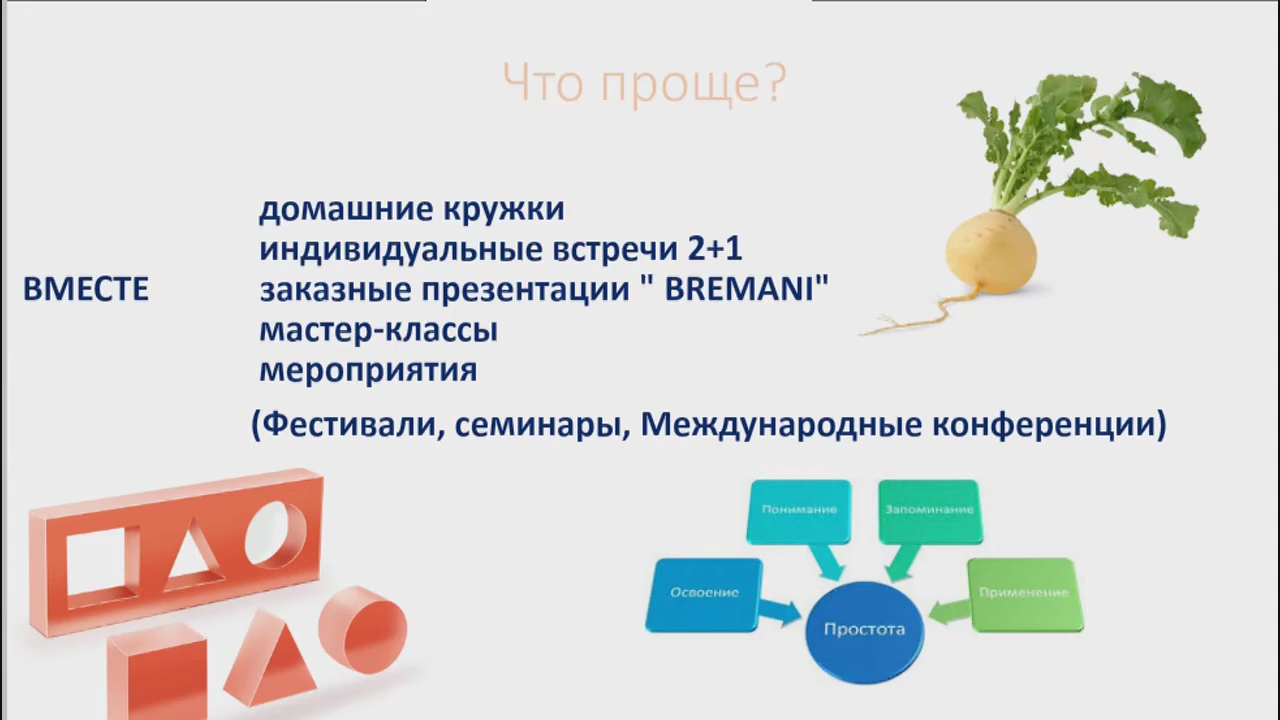 Что проще?
домашние кружки
индивидуальные встречи 2+1
ВМЕСТЕ заказные презентации " BREMANI"
мастер-классы
мероприятия
(Фестивали, семинары, Международные конференции)
Понимание
Запоминание
Освоение
Применение
Простота